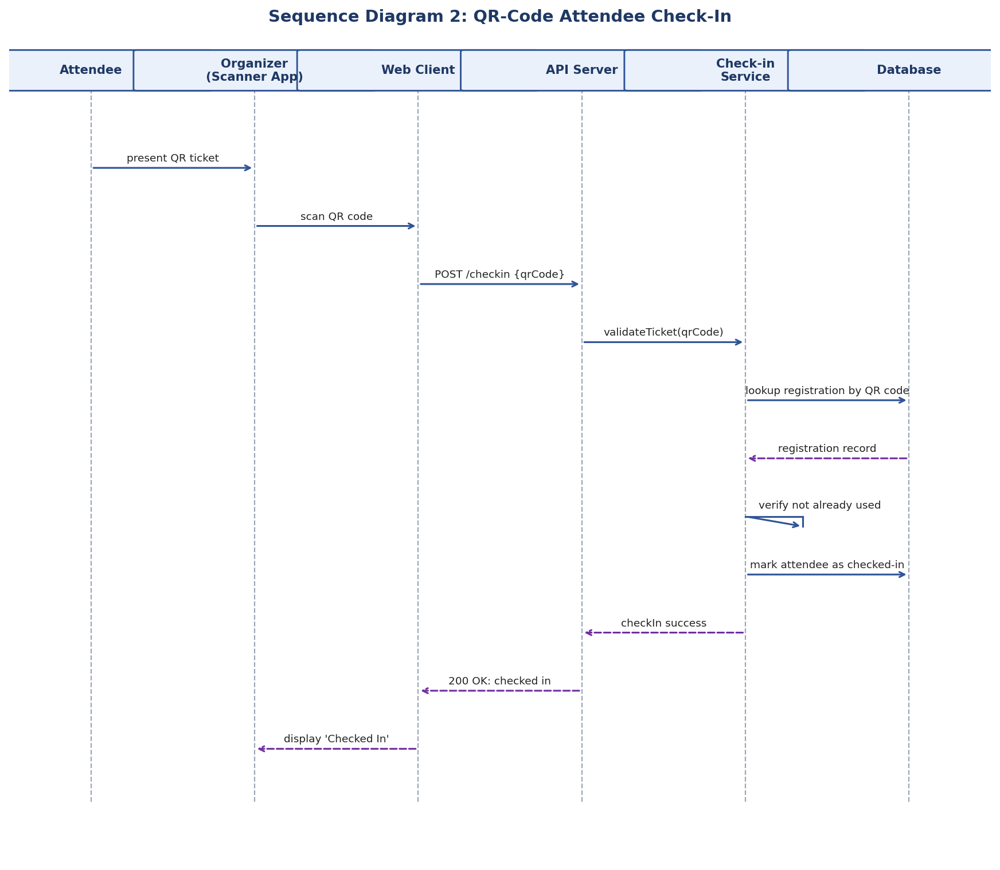 Sequence Diagram 2: QR-Code Attendee Check-In
Attendee
Organizer
(Scanner App)
Web Client
API Server
Check-in
Service
Database
present QR ticket
scan QR code
POST /checkin {qrCode}
validateTicket(qrCode)
lookup registration by QR code
registration record
verify not already used
mark attendee as checked-in
checkIn success
200 OK: checked in
display 'Checked In'